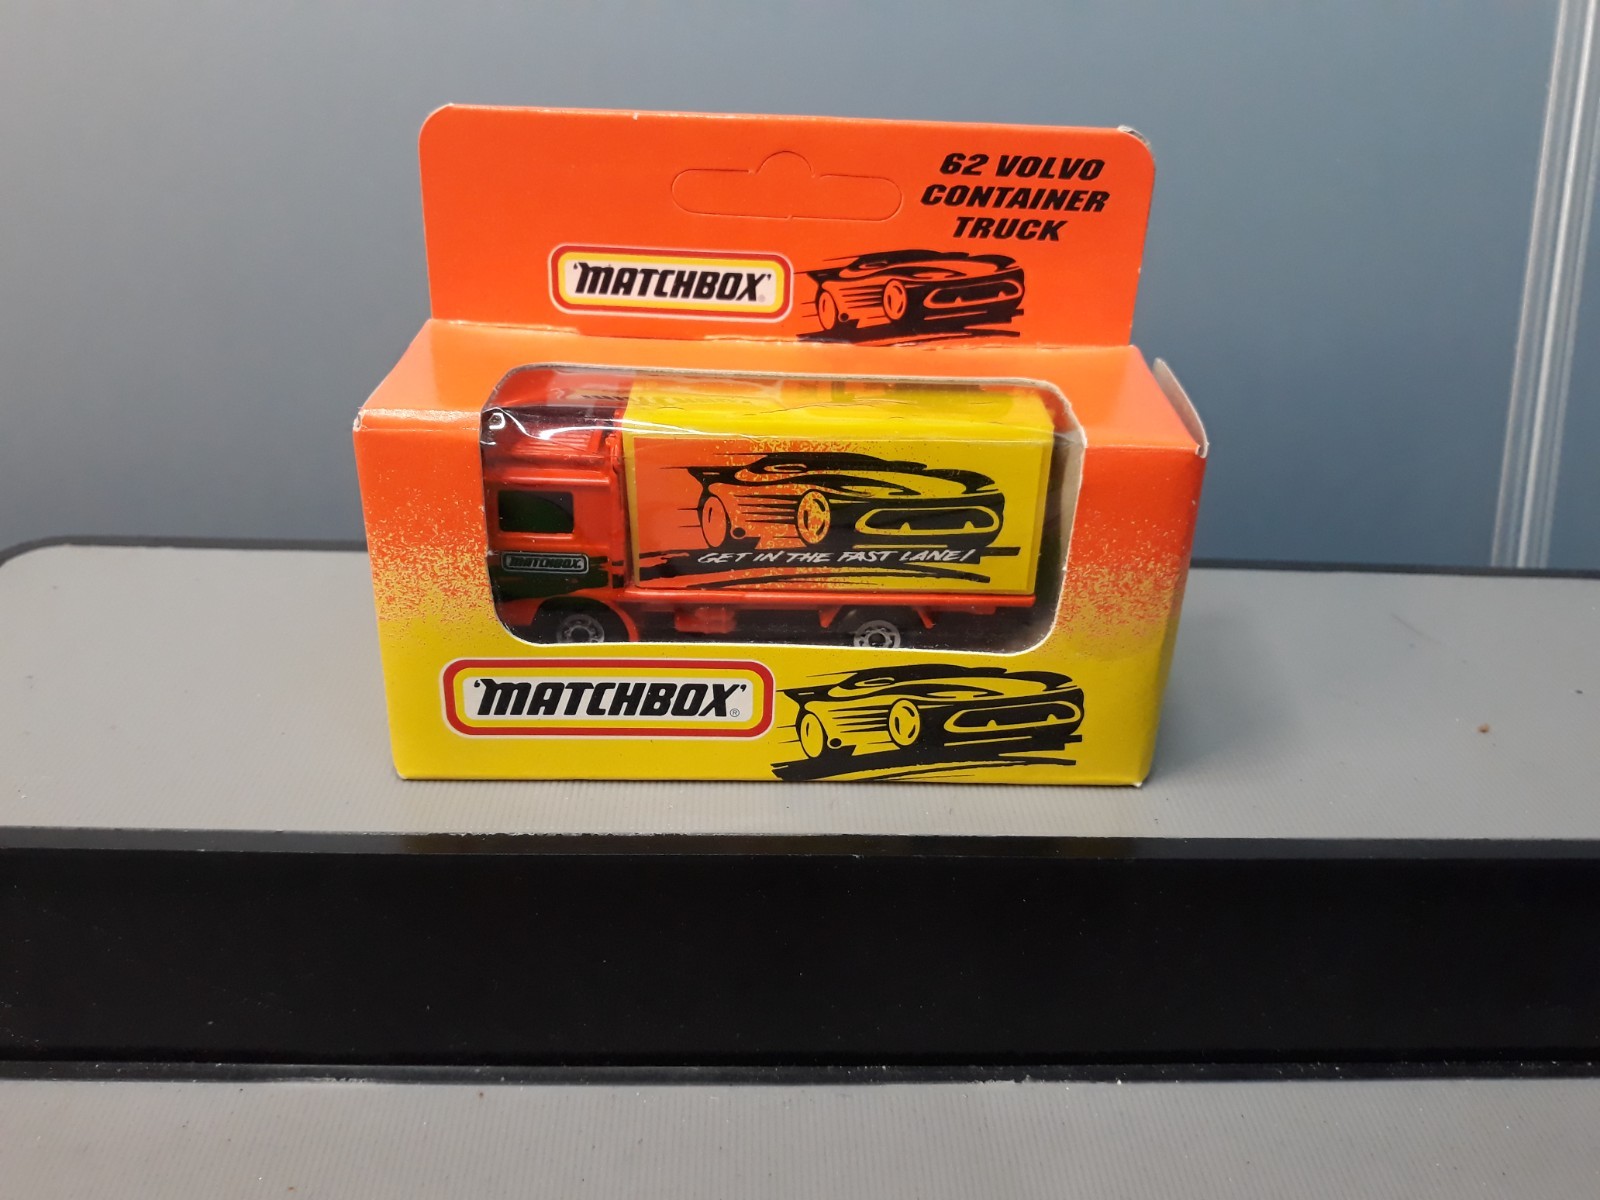 62 VOLVO
CONTAINER
TRUCK
'MATCHBOX'
MATCHBOX
GET IN THE FAST LANE!
'MATCHBOX'®